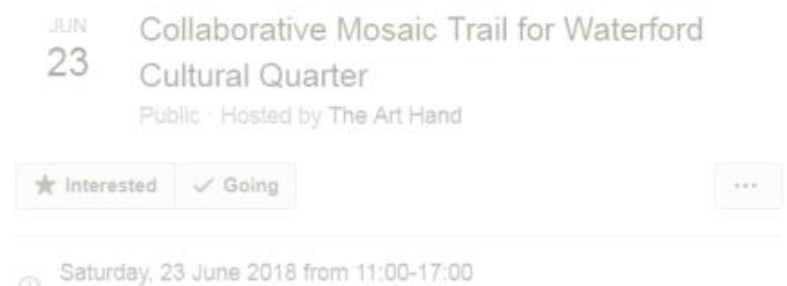 JUN
23
Collaborative Mosaic Trail for Waterford
Cultural Quarter
Public · Hosted by The Art Hand
Interested
Going
Saturday, 23 June 2018 from 11:00-17:00